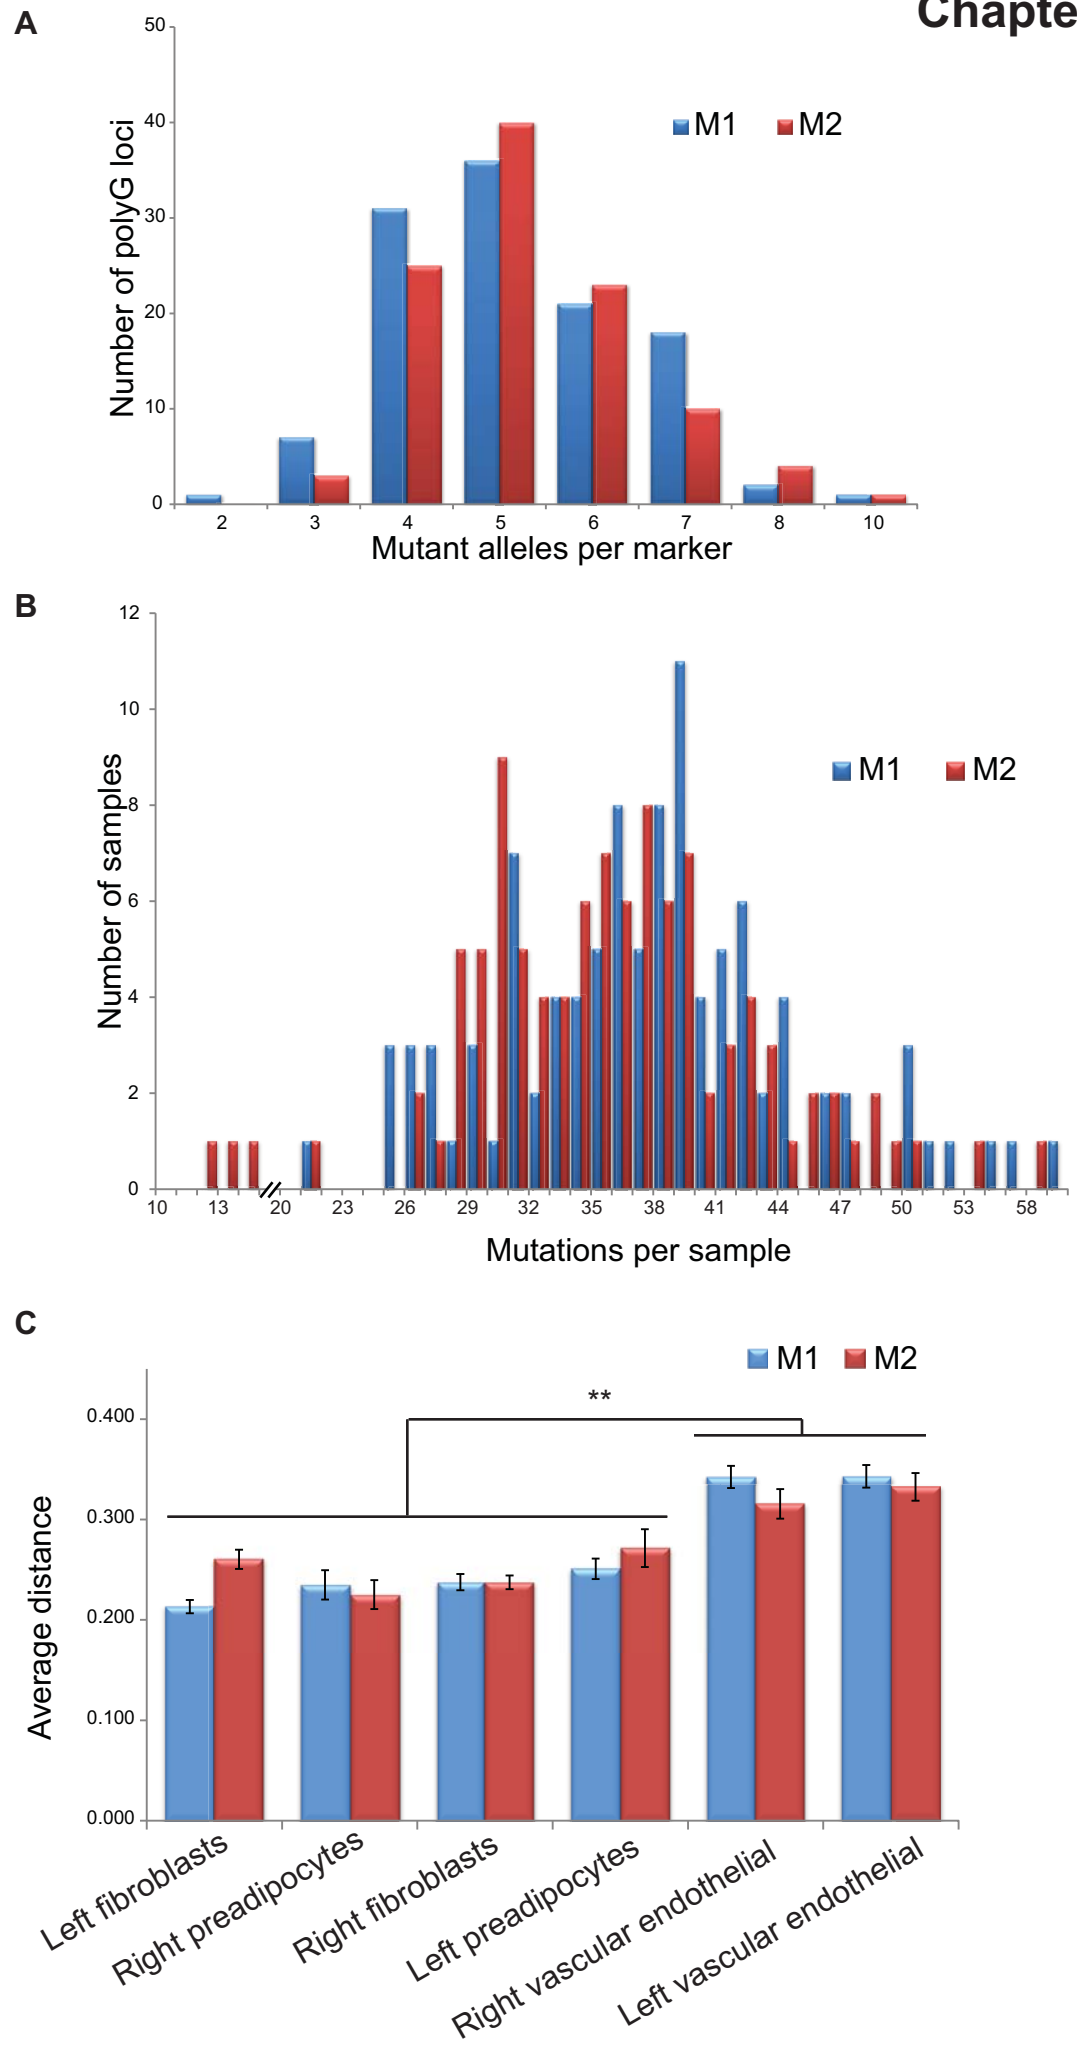 Chapte
A
50
40
30
20
10
0
Number of polyG loci
M1 M2
2 3 4 5 6 7 8 10
Mutant alleles per marker
B
12
10
8
6
4
2
0
Number of samples
M1 M2
10 13 20 23 26 29 32 35 38 41 44 47 50 53 58
Mutations per sample
C
M1 M2
**
0.400
0.300
0.200
0.100
0.000
Average distance
Left fibroblasts
Right preadipocytes
Right fibroblasts
Left preadipocytes
Right vascular endothelial
Left vascular endothelial